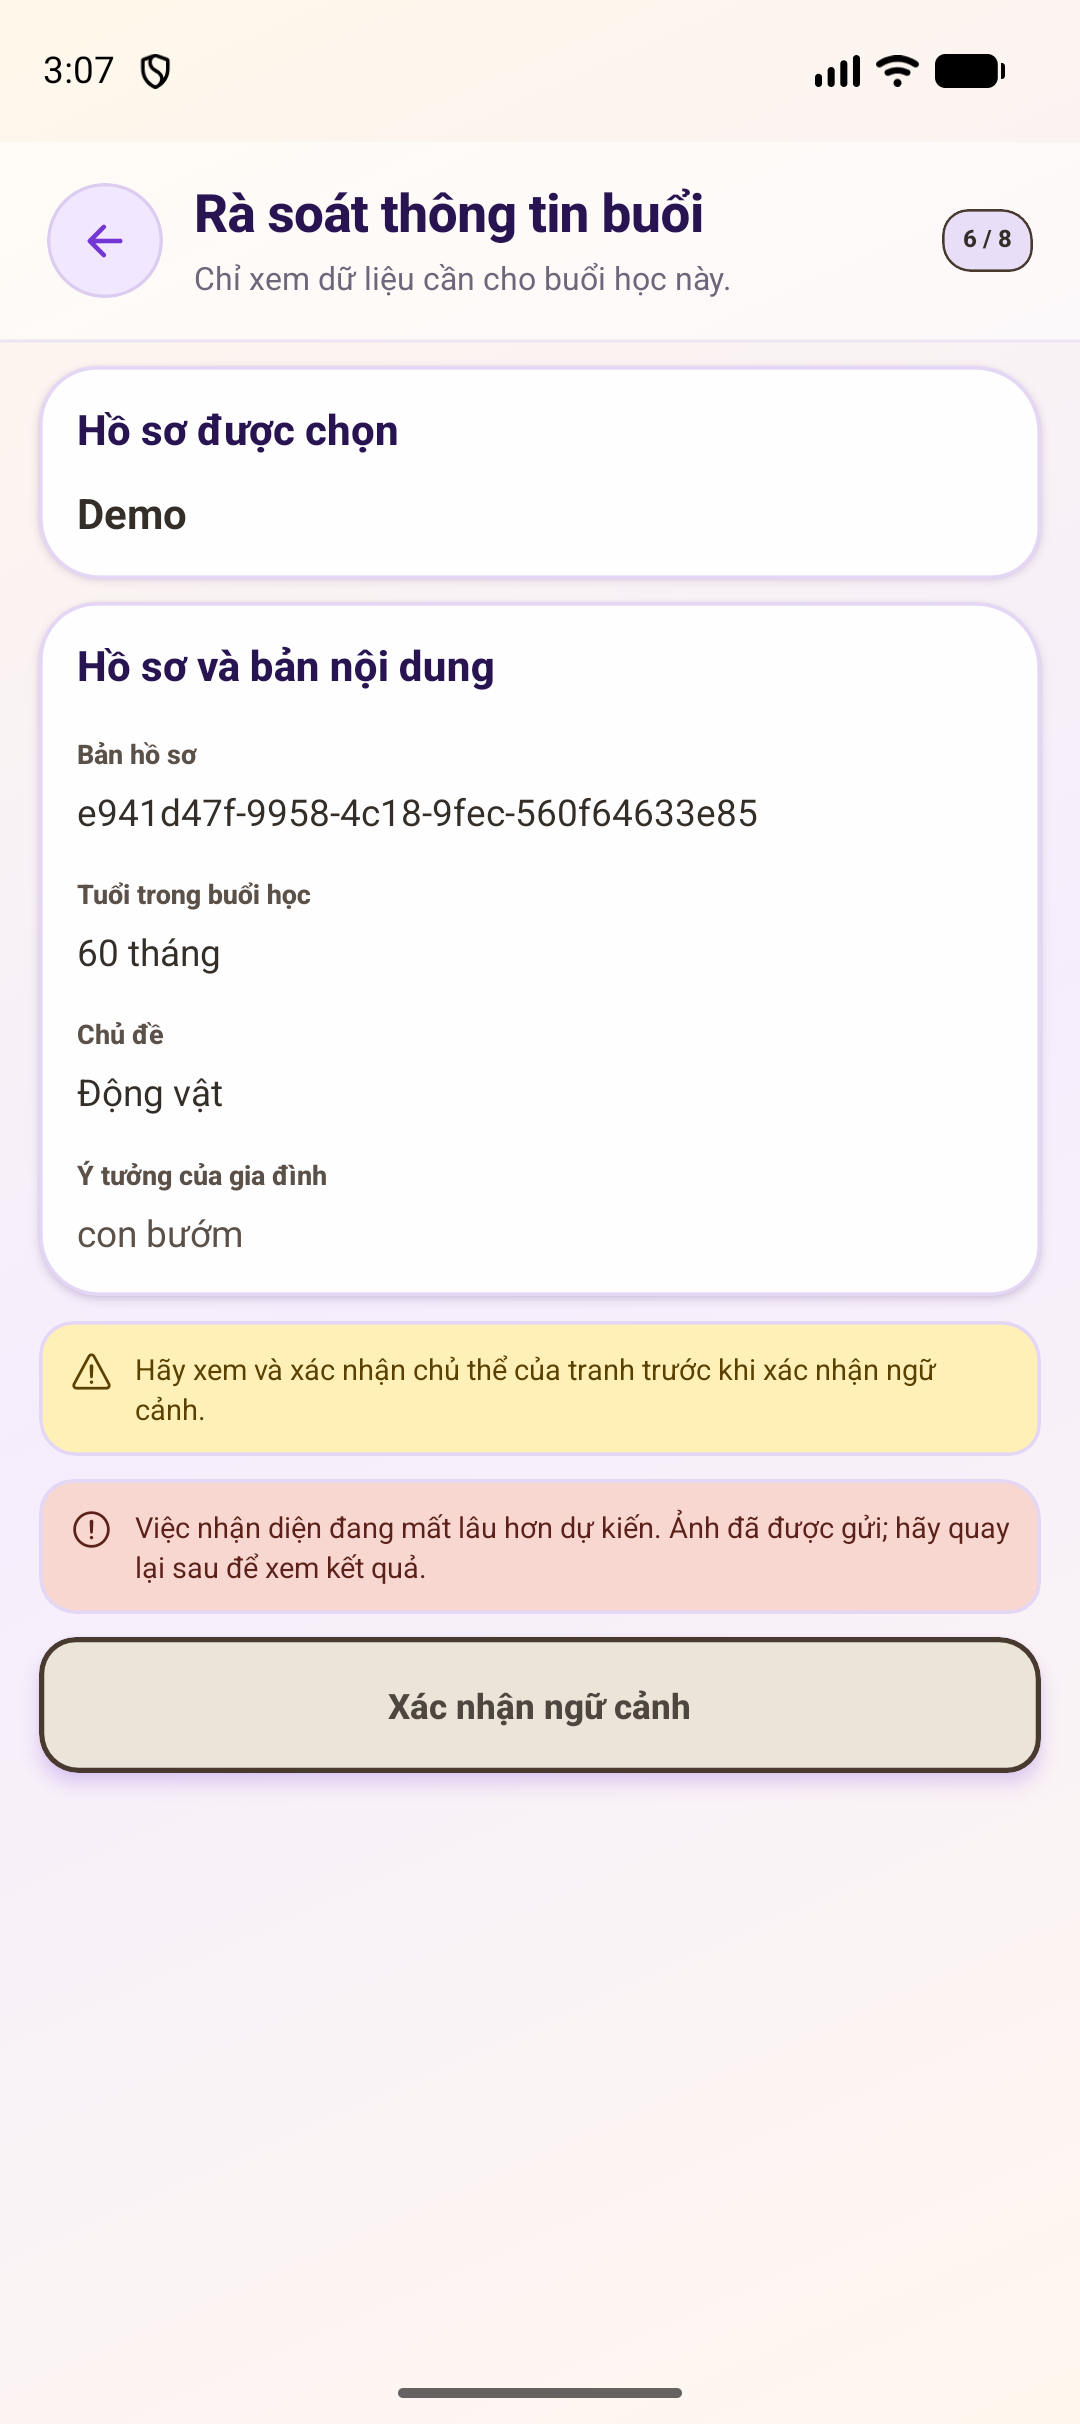 3:07
Rà soát thông tin buổi
Chỉ xem dữ liệu cần cho buổi học này.
6 / 8
Hồ sơ được chọn
Demo
Hồ sơ và bản nội dung
Bản hồ sơ
e941d47f-9958-4c18-9fec-560f64633e85
Tuổi trong buổi học
60 tháng
Chủ đề
Động vật
Ý tưởng của gia đình
con bướm
Hãy xem và xác nhận chủ thể của tranh trước khi xác nhận ngữ
cảnh.
Việc nhận diện đang mất lâu hơn dự kiến. Ảnh đã được gửi; hãy quay
lại sau để xem kết quả.
Xác nhận ngữ cảnh